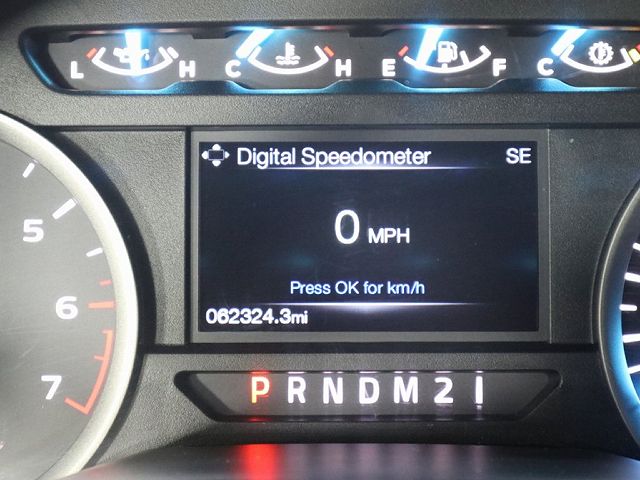 L H C H E F C
Digital Speedometer SE
5
0 MPH
6
Press OK for km/h
062324.3mi
7
P R N D M 2 1